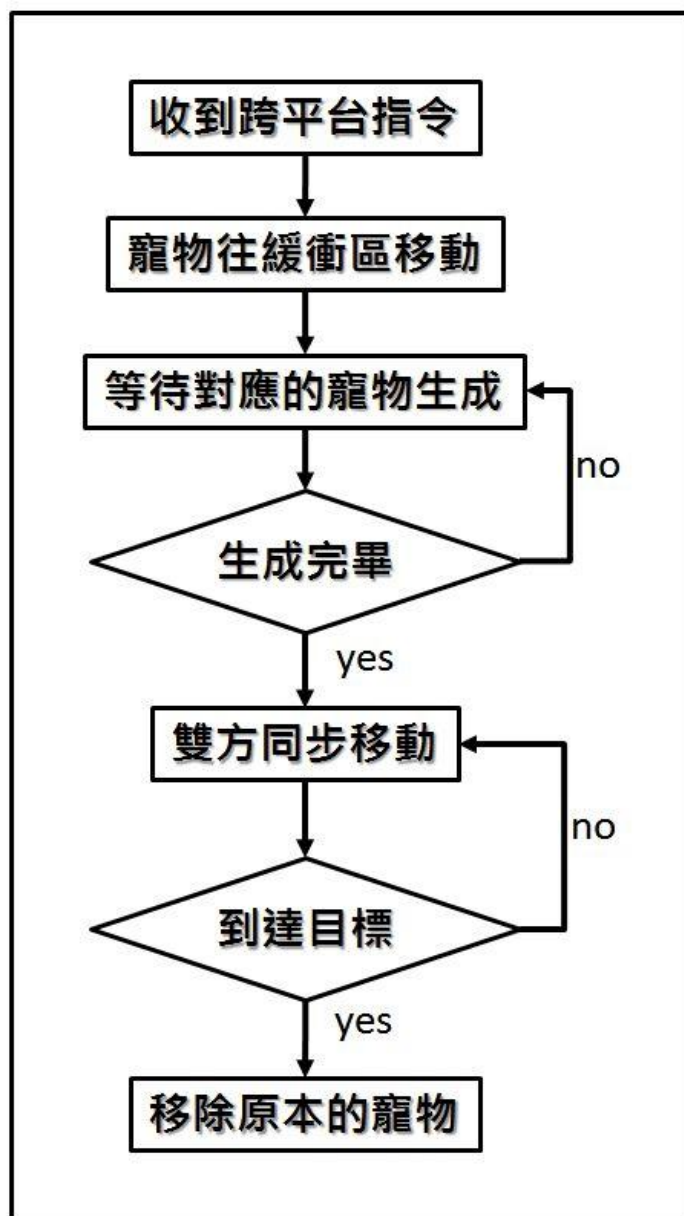 收到跨平台指令
寵物往緩衝區移動
等待對應的寵物生成
no
生成完畢
yes
雙方同步移動
no
到達目標
yes
移除原本的寵物